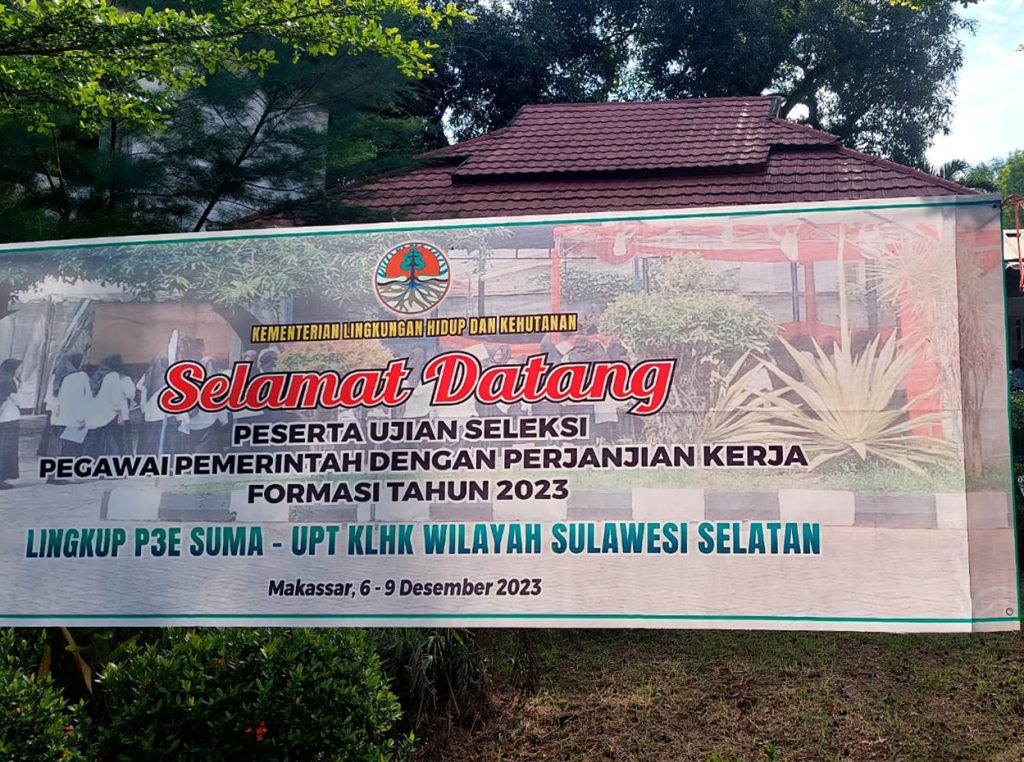 KEMENTERIAN LINGKUNGAN HIDUP DAN KEHUTANAN
Selamat Datang
PESERTA UJIAN SELEKSI
PEGAWAI PEMERINTAH DENGAN PERJANJIAN KERJA
FORMASI TAHUN 2023
LINGKUP P3E SUMA - UPT KLHK WILAYAH SULAWESI SELATAN
Makassar, 6 - 9 Desember 2023